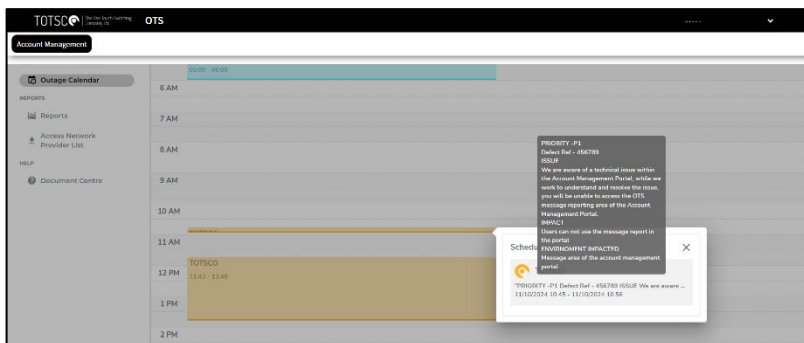 TOTSCO The One Touch Switching
Company Ltd
OTS
Account Management
Outage Calendar
REPORTS
Reports
Access Network
Provider List
HELP
Document Centre
6 AM
7 AM
8 AM
9 AM
10 AM
11 AM
12 PM
1 PM
2 PM
TOTSCO
11:43 - 13:48
PRIORITY -P1
Defect Ref - 456789
ISSUE
We are aware of a technical issue within
the Account Management Portal, while we
work to understand and resolve the issue,
you will be unable to access the OTS
message reporting area of the Account
Management Portal.
IMPACT
Users can not use the message report in
the portal
ENVIRNOMENT IMPACTED
Message area of the account management
portal
Schedu
"PRIORITY -P1 Defect Ref - 456789 ISSUE We are aware ...
11/10/2024 10:45 - 11/10/2024 10:56